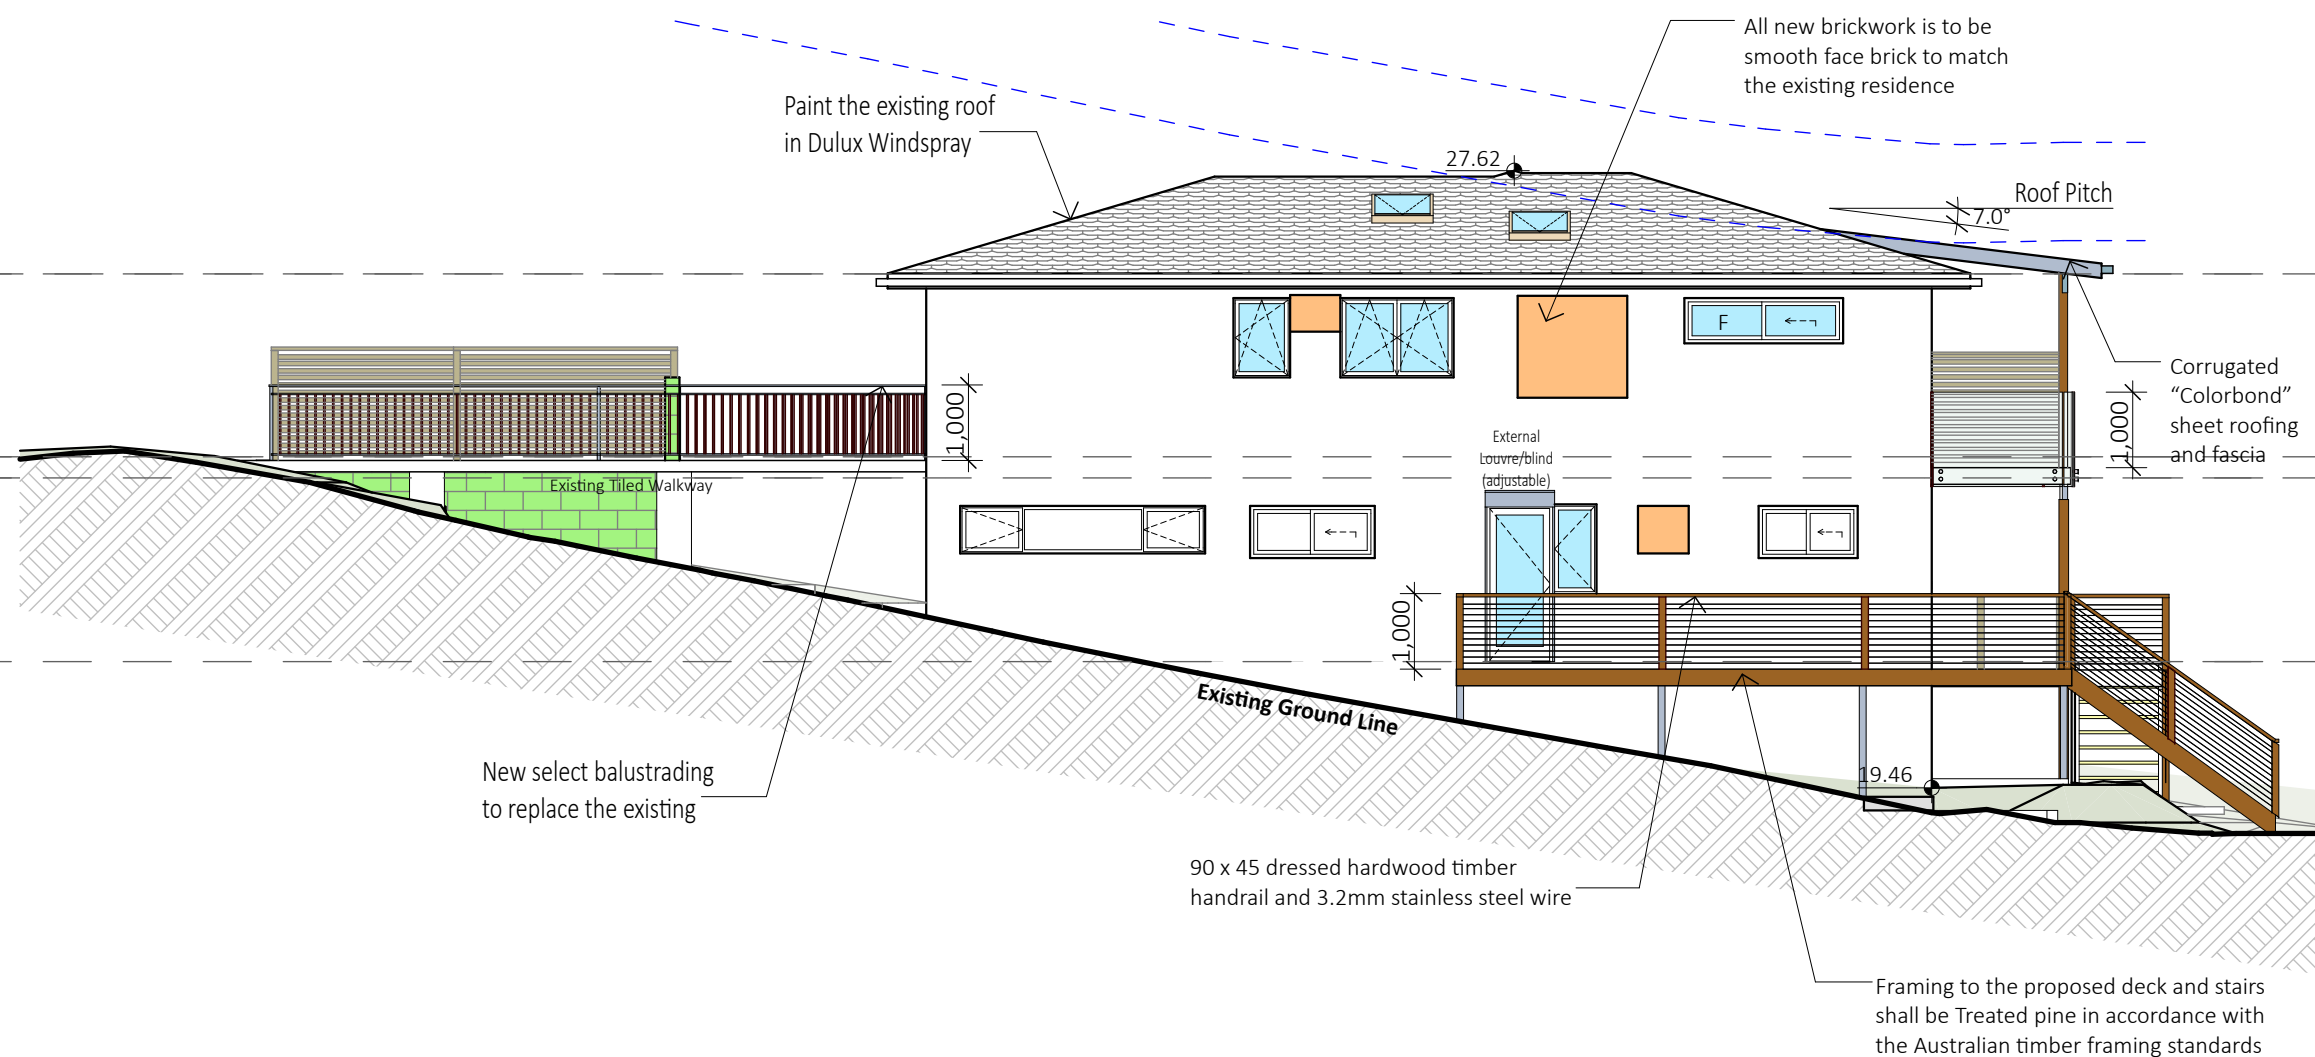 All new brickwork is to be
smooth face brick to match
the existing residence
Paint the existing roof
in Dulux Windspray
27.62
Roof Pitch
7.0°
F
Corrugated
“Colorbond”
sheet roofing
and fascia
1,000
1,000
External
Louvre/blind
(adjustable)
Existing Tiled Walkway
1,000
Existing Ground Line
New select balustrading
to replace the existing
19.46
90 x 45 dressed hardwood timber
handrail and 3.2mm stainless steel wire
Framing to the proposed deck and stairs
shall be Treated pine in accordance with
the Australian timber framing standards